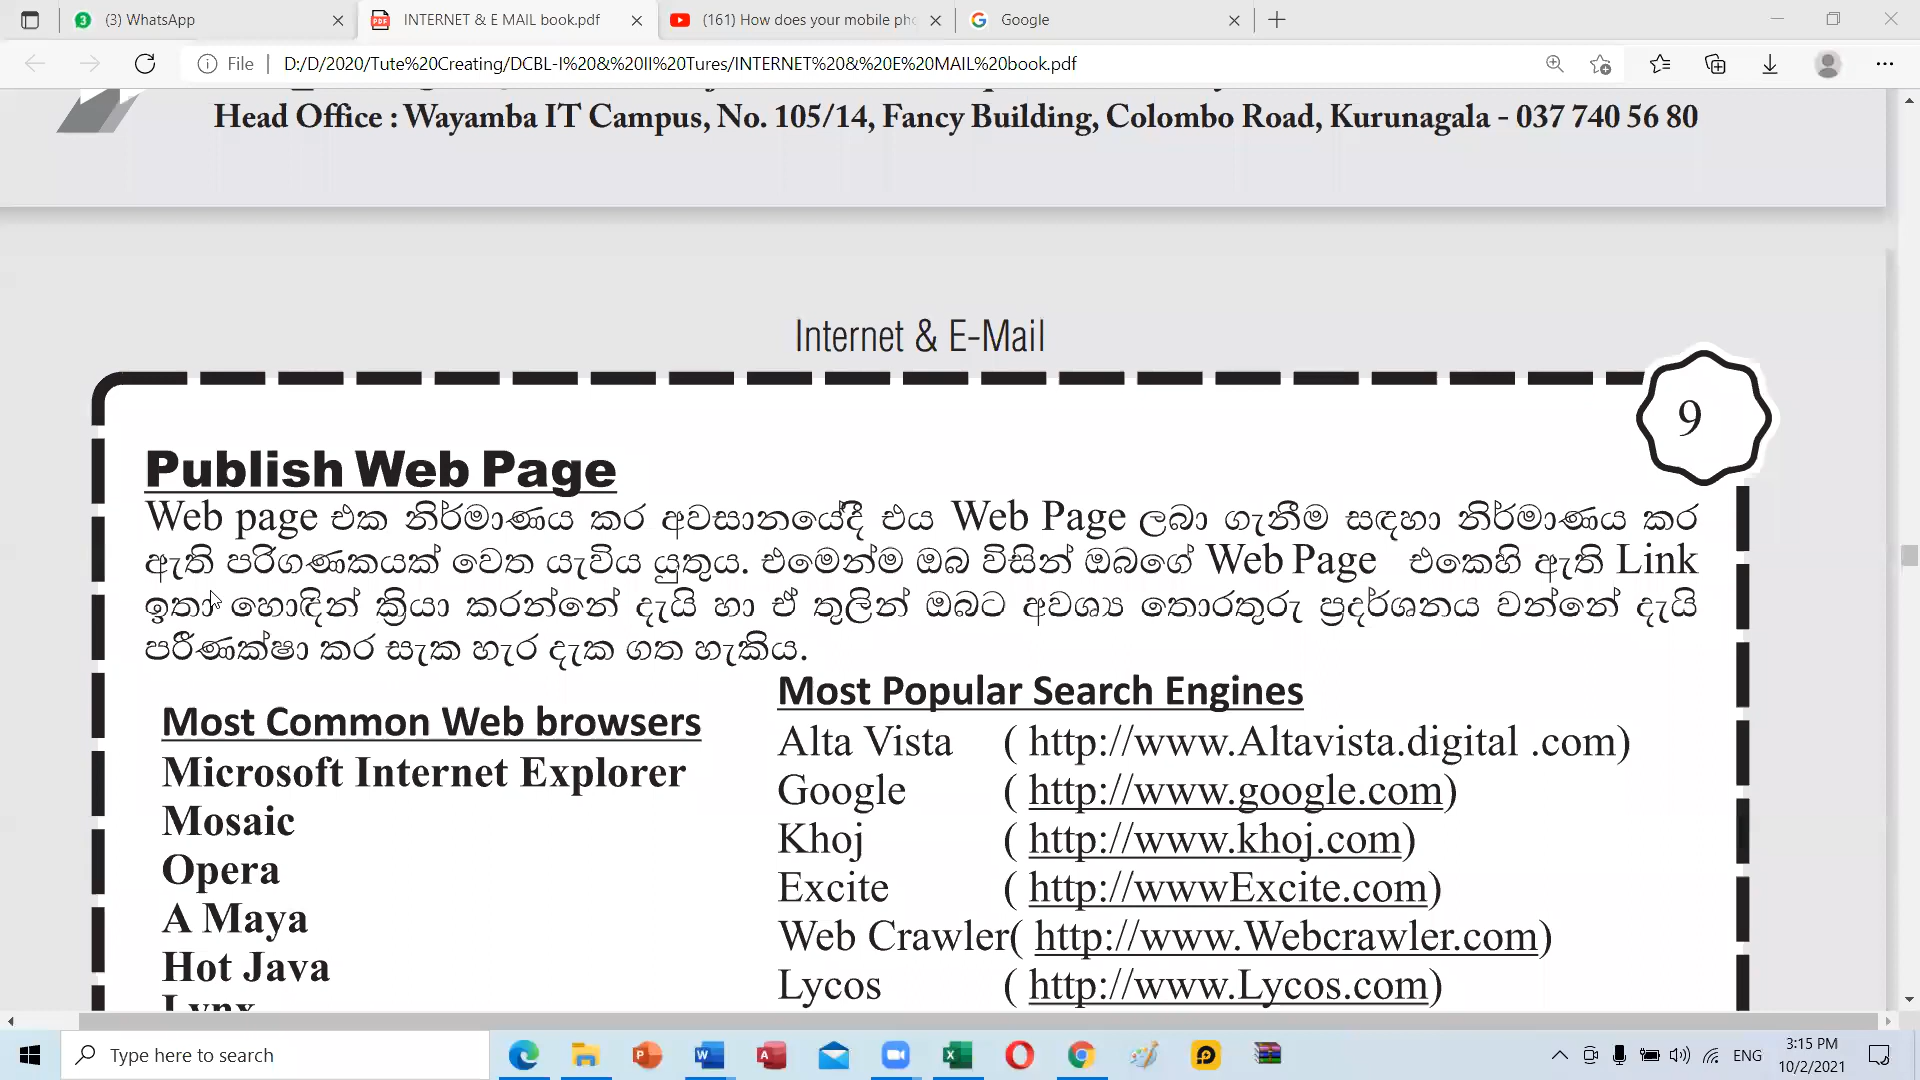 (3) WhatsApp
INTERNET & E MAIL book.pdf
(161) How does your mobile pho
Google
File
D:/D/2020/Tute%20Creating/DCBL-I%20&%20II%20Tures/INTERNET%20&%20E%20MAIL%20book.pdf
Head Office : Wayamba IT Campus, No. 105/14, Fancy Building, Colombo Road, Kurunagala - 037 740 56 80
Internet & E-Mail
9
Publish Web Page
Web page එක නිර්මාණය කර අවසානයේදී එය Web Page ලබා ගැනීම සඳහා නිර්මාණය කර
ඇති පරිගණකයක් වෙත යැවිය යුතුය. එමෙන්ම ඔබ විසින් ඔබගේ Web Page එකෙහි ඇති Link
ඉතා හොඳින් ක්‍රියා කරන්නේ දැයි හා ඒ තුලින් ඔබට අවශ්‍ය තොරතුරු ප්‍රදර්ශනය වන්නේ දැයි
පරීණක්ෂා කර සැක හැර දැක ගත හැකිය.
Most Common Web browsers
Microsoft Internet Explorer
Mosaic
Opera
A Maya
Hot Java
Lynx
Most Popular Search Engines
Alta Vista ( http://www.Altavista.digital .com)
Google ( http://www.google.com)
Khoj ( http://www.khoj.com)
Excite ( http://wwwExcite.com)
Web Crawler( http://www.Webcrawler.com)
Lycos ( http://www.Lycos.com)
Type here to search
ENG
3:15 PM
10/2/2021